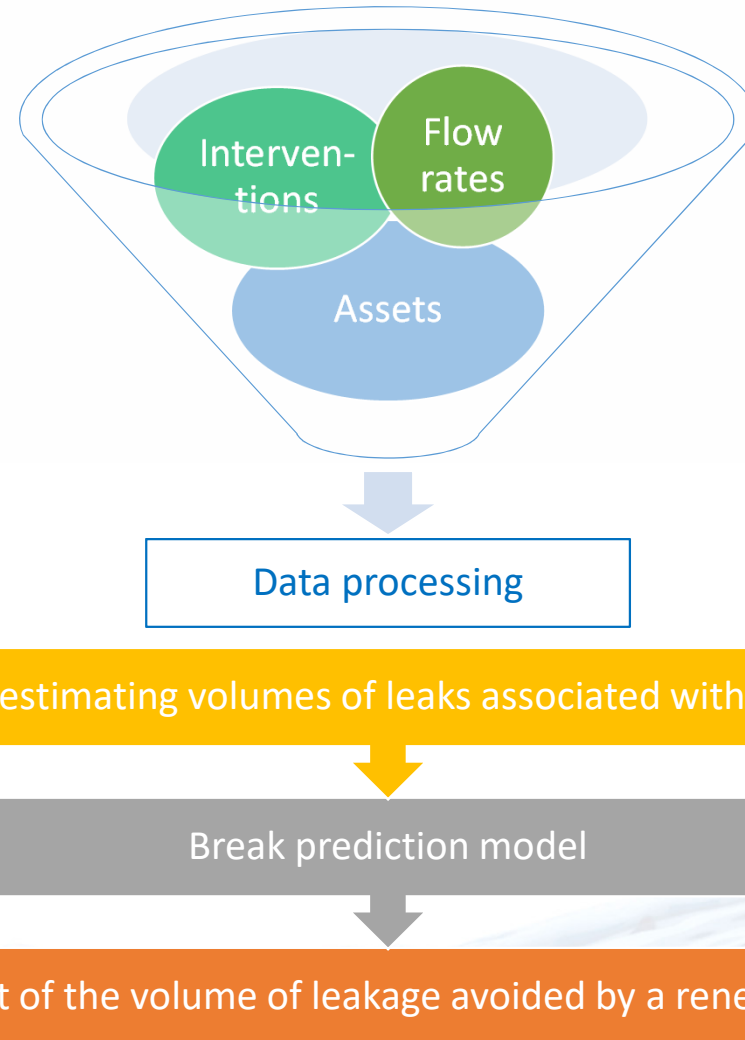 Interven-
tions
Flow
rates
Assets
Data processing
estimating volumes of leaks associated with
Break prediction model
of the volume of leakage avoided by a